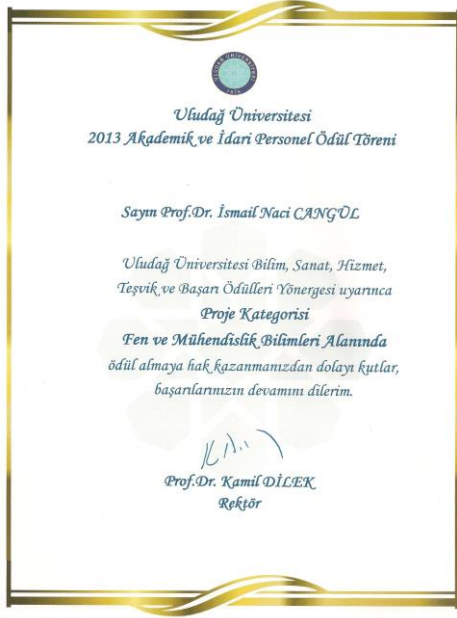 Uludağ Üniversitesi
2013 Akademik ve İdari Personel Ödül Töreni
Sayın Prof.Dr. İsmail Naci CANGÜL
Uludağ Üniversitesi Bilim, Sanat, Hizmet,
Teşvik ve Başarı Ödülleri Yönergesi uyarınca
Proje Kategorisi
Fen ve Mühendislik Bilimleri Alanında
ödül almaya hak kazanmanızdan dolayı kutlar,
başarılarınızın devamını dilerim.
Prof.Dr. Kamil DİLEK
Rektör